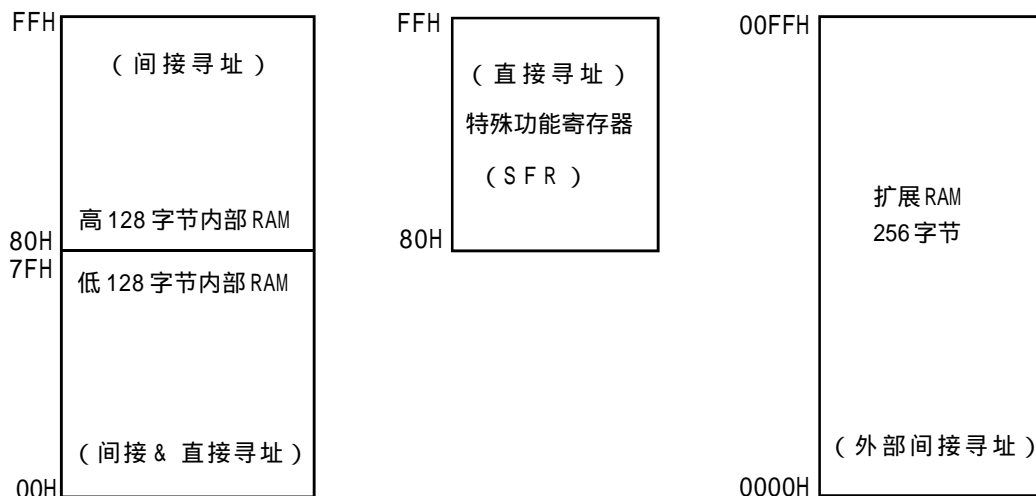 FFH
(间接寻址)
高128字节内部RAM
80H
7FH
低128字节内部RAM
(间接& 直接寻址)
00H
FFH
(直接寻址)
特殊功能寄存器
(SFR)
80H
00FFH
扩展RAM
256字节
(外部间接寻址)
0000H